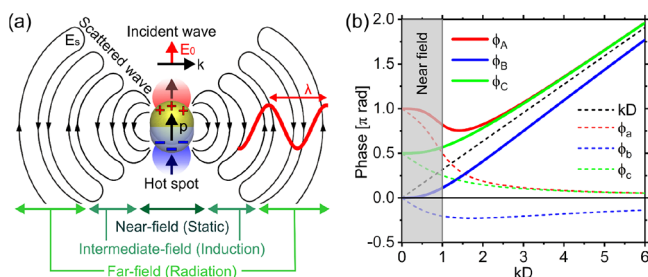 (a)
Incident wave
E₀
k
Scattered wave
Eₛ
λ
+ + +
+ +
p
Hot spot
Near-field (Static)
Intermediate-field (Induction)
Far-field (Radiation)
(b)
2.0
1.5
1.0
0.5
0.0
-0.5
Phase [π rad]
Near field
ϕA
ϕB
ϕC
kD
ϕa
ϕb
ϕc
0 1 2 3 4 5 6
kD